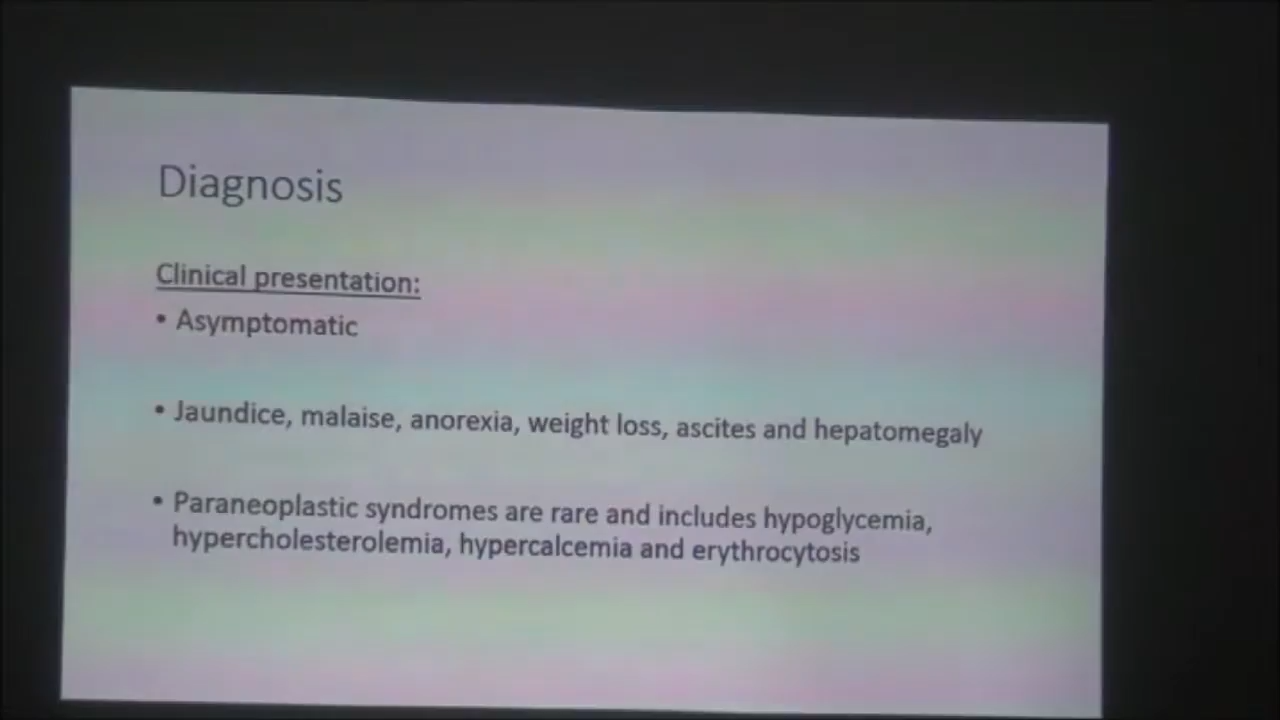 Diagnosis
Clinical presentation:
• Asymptomatic
• Jaundice, malaise, anorexia, weight loss, ascites and hepatomegaly
• Paraneoplastic syndromes are rare and includes hypoglycemia,
hypercholesterolemia, hypercalcemia and erythrocytosis